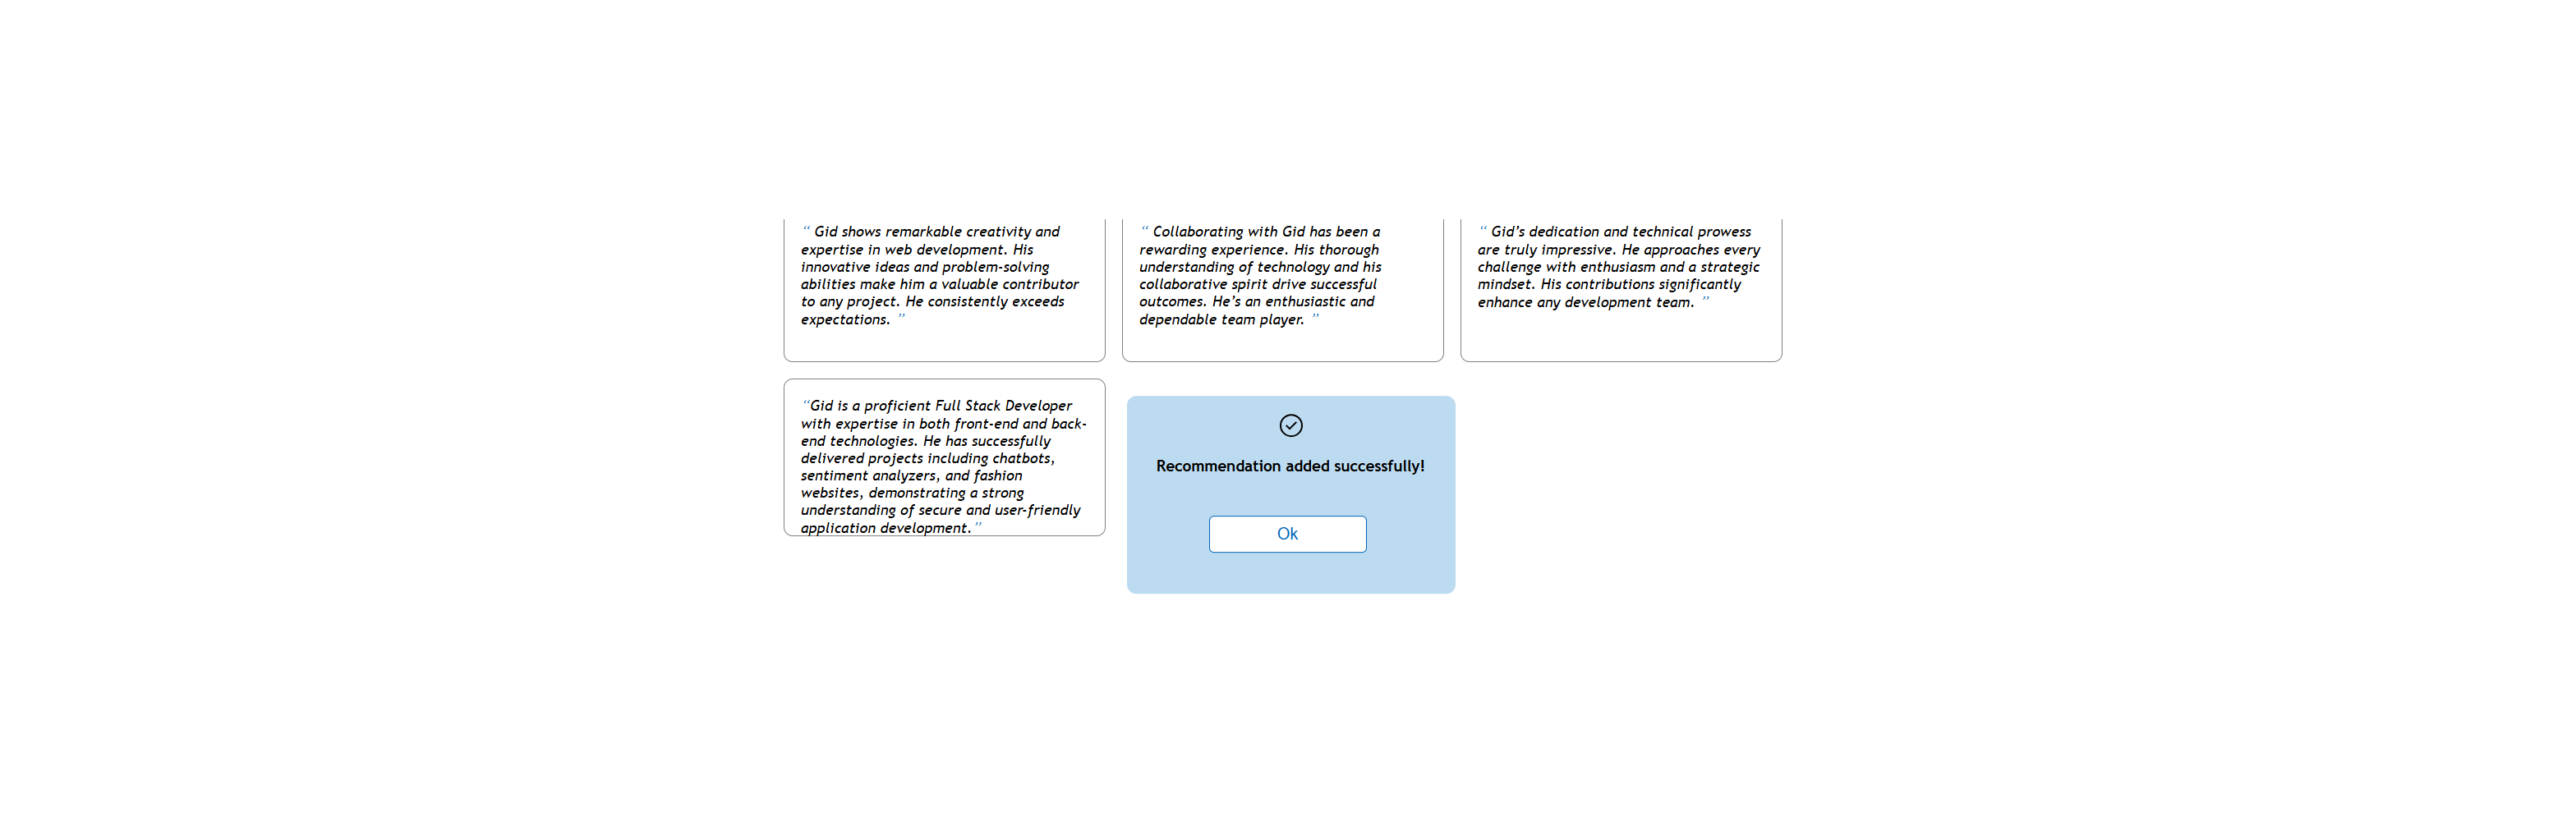 “ Gid shows remarkable creativity and
expertise in web development. His
innovative ideas and problem-solving
abilities make him a valuable contributor
to any project. He consistently exceeds
expectations. ”
“ Collaborating with Gid has been a
rewarding experience. His thorough
understanding of technology and his
collaborative spirit drive successful
outcomes. He’s an enthusiastic and
dependable team player. ”
“ Gid’s dedication and technical prowess
are truly impressive. He approaches every
challenge with enthusiasm and a strategic
mindset. His contributions significantly
enhance any development team. ”
“Gid is a proficient Full Stack Developer
with expertise in both front-end and back-
end technologies. He has successfully
delivered projects including chatbots,
sentiment analyzers, and fashion
websites, demonstrating a strong
understanding of secure and user-friendly
application development.”
Recommendation added successfully!
Ok